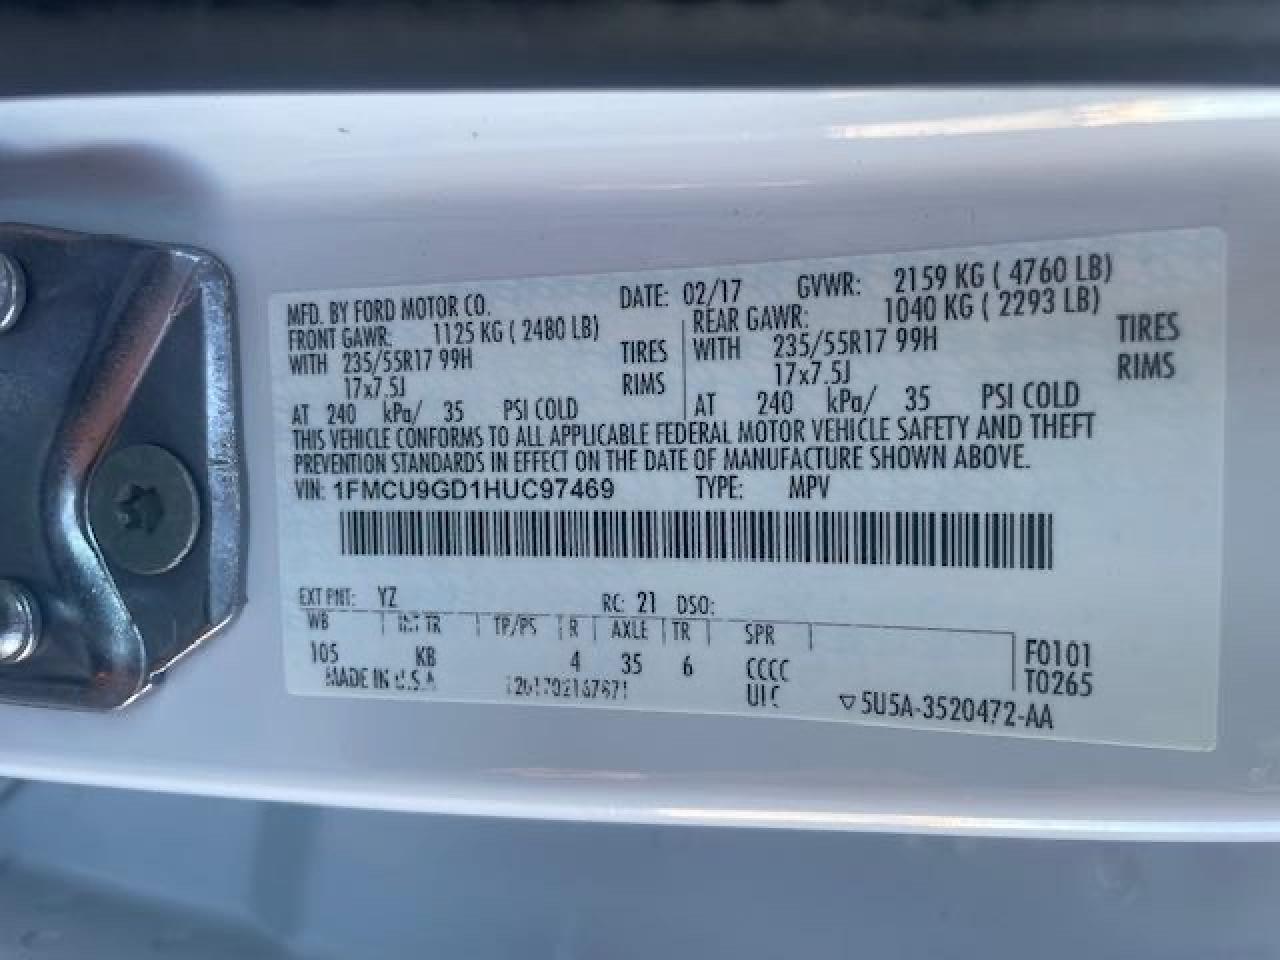 MFD. BY FORD MOTOR CO. DATE: 02/17 GVWR: 2159 KG ( 4760 LB)
FRONT GAWR: 1125 KG ( 2480 LB) REAR GAWR: 1040 KG ( 2293 LB)
WITH 235/55R17 99H TIRES WITH 235/55R17 99H TIRES
17x7.5J RIMS 17x7.5J RIMS
AT 240 kPa/ 35 PSI COLD AT 240 kPa/ 35 PSI COLD
THIS VEHICLE CONFORMS TO ALL APPLICABLE FEDERAL MOTOR VEHICLE SAFETY AND THEFT
PREVENTION STANDARDS IN EFFECT ON THE DATE OF MANUFACTURE SHOWN ABOVE.
VIN: 1FMCU9GD1HUC97469 TYPE: MPV
EXT PNT: YZ RC: 21 DSO:
WB INT TR TP/PS R AXLE TR SPR
105 KB 4 35 6 CCCC F0101
MADE IN U.S.A T0265
▽5U5A-3520472-AA